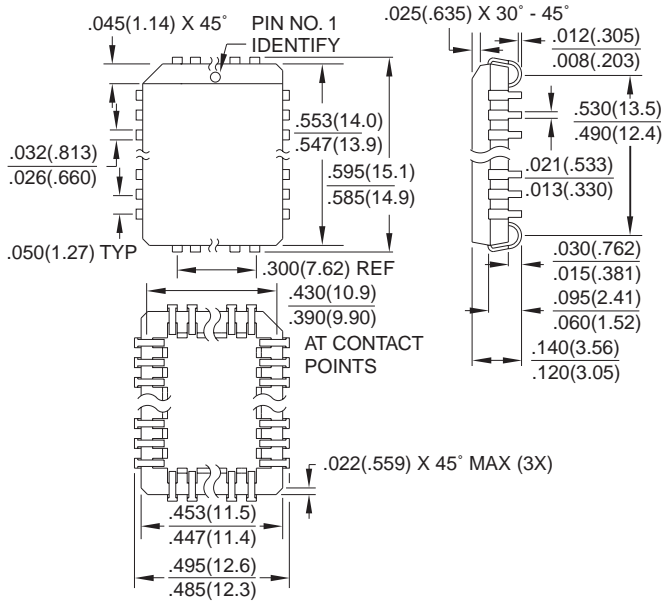 .045(1.14) X 45°
PIN NO. 1
IDENTIFY
.025(.635) X 30° - 45°
.012(.305)
.008(.203)
.553(14.0)
.547(13.9)
.530(13.5)
.490(12.4)
.032(.813)
.026(.660)
.595(15.1)
.585(14.9)
.021(.533)
.013(.330)
.050(1.27) TYP
.300(7.62) REF
.030(.762)
.015(.381)
.430(10.9)
.390(9.90)
AT CONTACT
POINTS
.095(2.41)
.060(1.52)
.140(3.56)
.120(3.05)
.022(.559) X 45° MAX (3X)
.453(11.5)
.447(11.4)
.495(12.6)
.485(12.3)